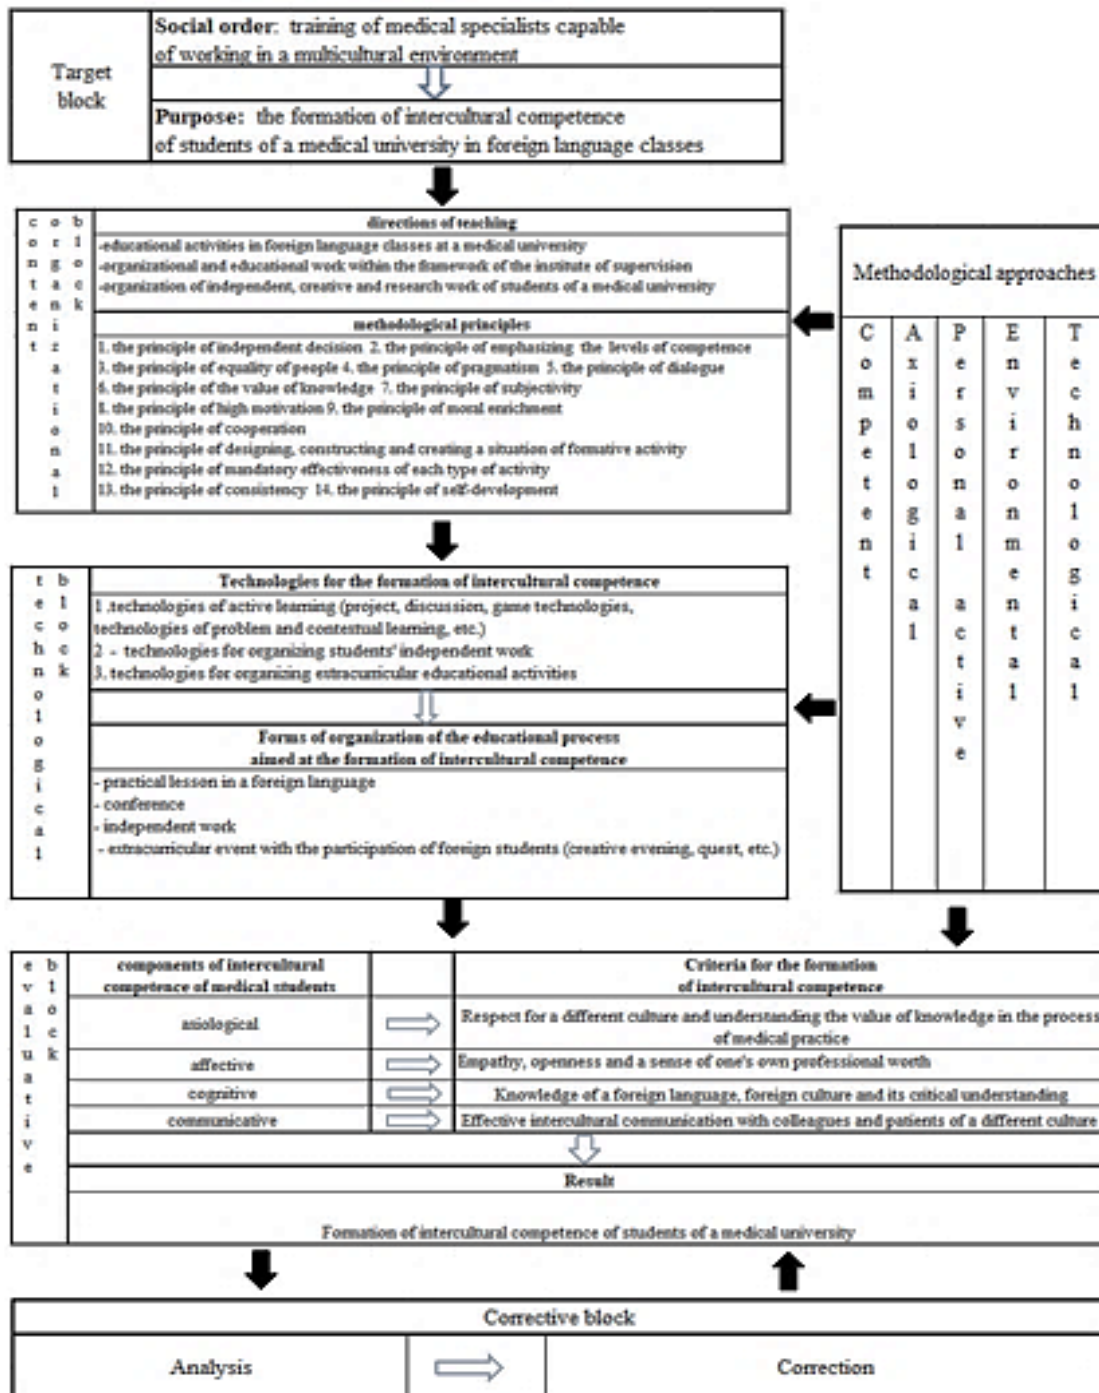 Target
block
Social order: training of medical specialists capable
of working in a multicultural environment
Purpose: the formation of intercultural competence
of students of a medical university in foreign language classes
content
organizational
block
directions of teaching
-educational activities in foreign language classes at a medical university
-organizational and educational work within the framework of the institute of supervision
-organization of independent, creative and research work of students of a medical university
methodological principles
1. the principle of independent decision 2. the principle of emphasizing the levels of competence
3. the principle of equality of people 4. the principle of pragmatism 5. the principle of dialogue
6. the principle of the value of knowledge 7. the principle of subjectivity
8. the principle of high motivation 9. the principle of moral enrichment
10. the principle of cooperation
11. the principle of designing, constructing and creating a situation of formative activity
12. the principle of mandatory effectiveness of each type of activity
13. the principle of consistency 14. the principle of self-development
Methodological approaches
Competent
Axiological
Personal active
Environmental
Technological
technological
block
Technologies for the formation of intercultural competence
1 .technologies of active learning (project, discussion, game technologies,
technologies of problem and contextual learning, etc.)
2 - technologies for organizing students' independent work
3. technologies for organizing extracurricular educational activities
Forms of organization of the educational process
aimed at the formation of intercultural competence
- practical lesson in a foreign language
- conference
- independent work
- extracurricular event with the participation of foreign students (creative evening, quest, etc.)
evaluative
block
components of intercultural
competence of medical students
Criteria for the formation
of intercultural competence
axiological
Respect for a different culture and understanding the value of knowledge in the process
of medical practice
affective
Empathy, openness and a sense of one's own professional worth
cognitive
Knowledge of a foreign language, foreign culture and its critical understanding
communicative
Effective intercultural communication with colleagues and patients of a different culture
Result
Formation of intercultural competence of students of a medical university
Corrective block
Analysis
Correction